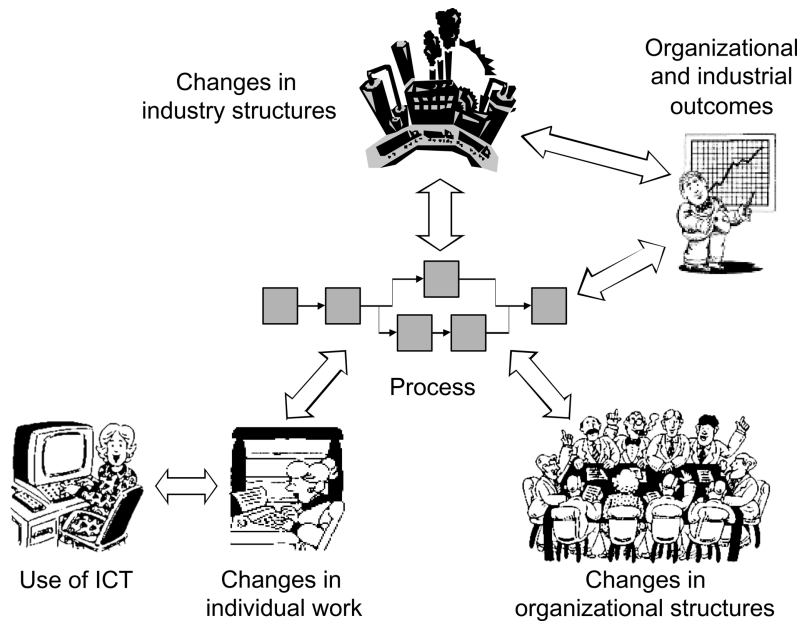 Changes in
industry structures
Organizational
and industrial
outcomes
Process
Use of ICT
Changes in
individual work
Changes in
organizational structures